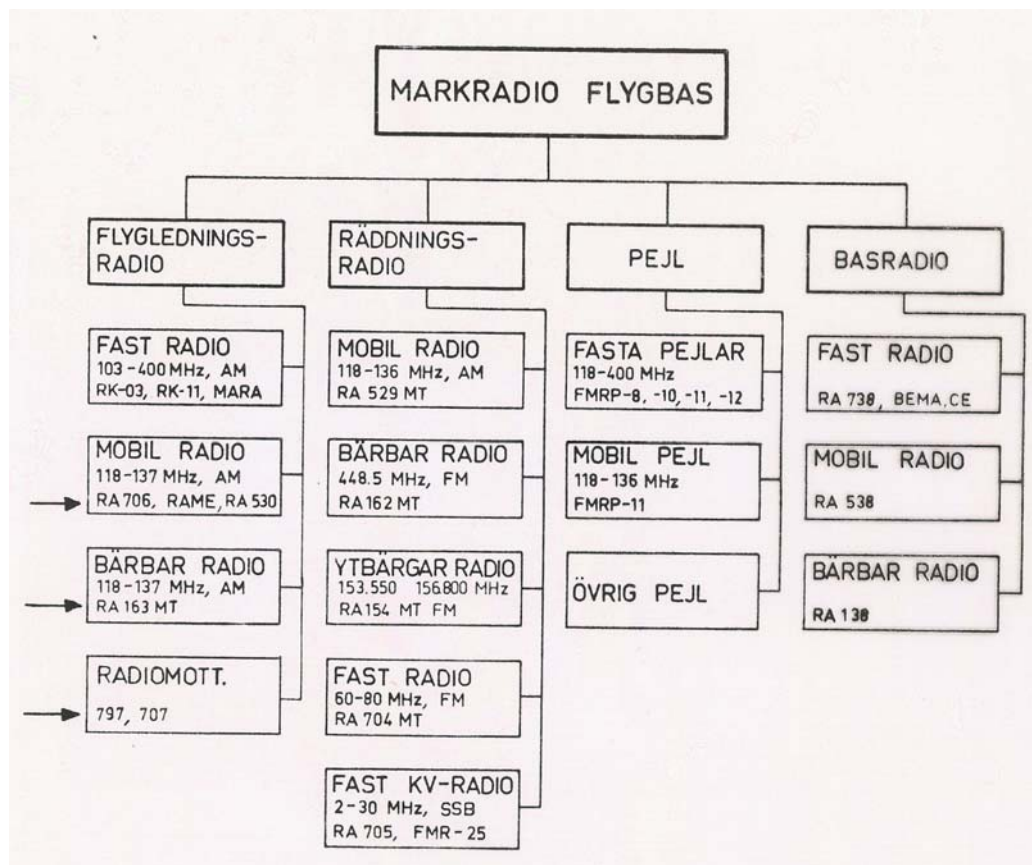 MARKRADIO FLYGBAS
FLYGLEDNINGS-
RADIO
FAST RADIO
103-400 MHz, AM
RK-03, RK-11, MARA
MOBIL RADIO
118-137 MHz, AM
RA 706, RAME, RA 530
BÄRBAR RADIO
118-137 MHz, AM
RA 163 MT
RADIOMOTT.
797, 707
RÄDDNINGS-
RADIO
MOBIL RADIO
118-136 MHz, AM
RA 529 MT
BÄRBAR RADIO
448.5 MHz, FM
RA 162 MT
YTBÄRGAR RADIO
153.550 156.800 MHz
RA 154 MT FM
FAST RADIO
60-80 MHz, FM
RA 704 MT
FAST KV-RADIO
2-30 MHz, SSB
RA 705, FMR-25
PEJL
FASTA PEJLAR
118-400 MHz
FMRP-8, -10, -11, -12
MOBIL PEJL
118-136 MHz
FMRP-11
ÖVRIG PEJL
BASRADIO
FAST RADIO
RA 738, BEMA, CE
MOBIL RADIO
RA 538
BÄRBAR RADIO
RA 138